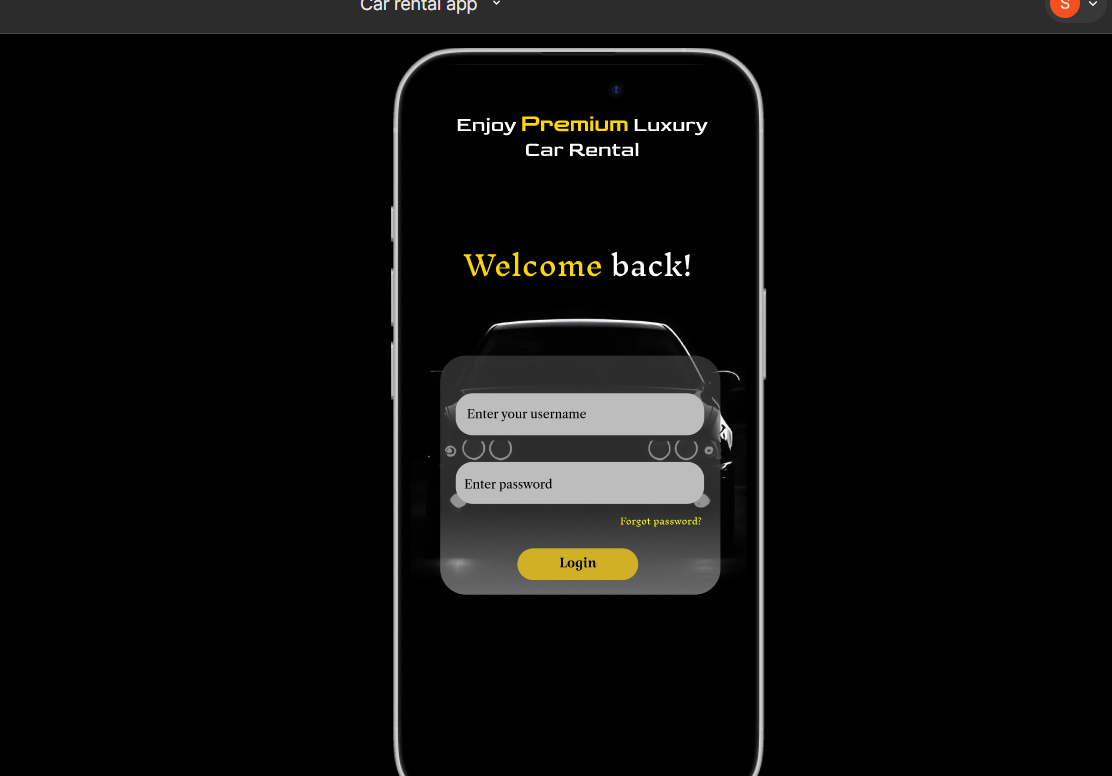 Car rental app
S
Enjoy Premium Luxury
Car Rental
Welcome back!
Enter your username
Enter password
Forgot password?
Login